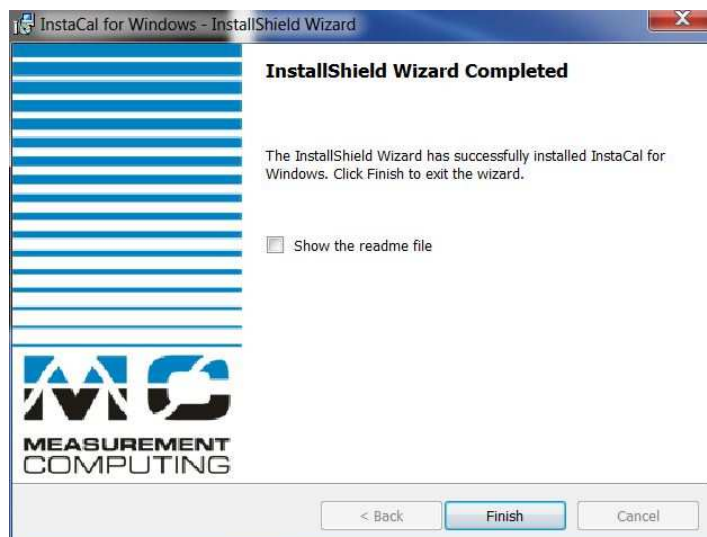 InstaCal for Windows - InstallShield Wizard
InstallShield Wizard Completed
The InstallShield Wizard has successfully installed InstaCal for
Windows. Click Finish to exit the wizard.
Show the readme file
MC
MEASUREMENT
COMPUTING
< Back
Finish
Cancel